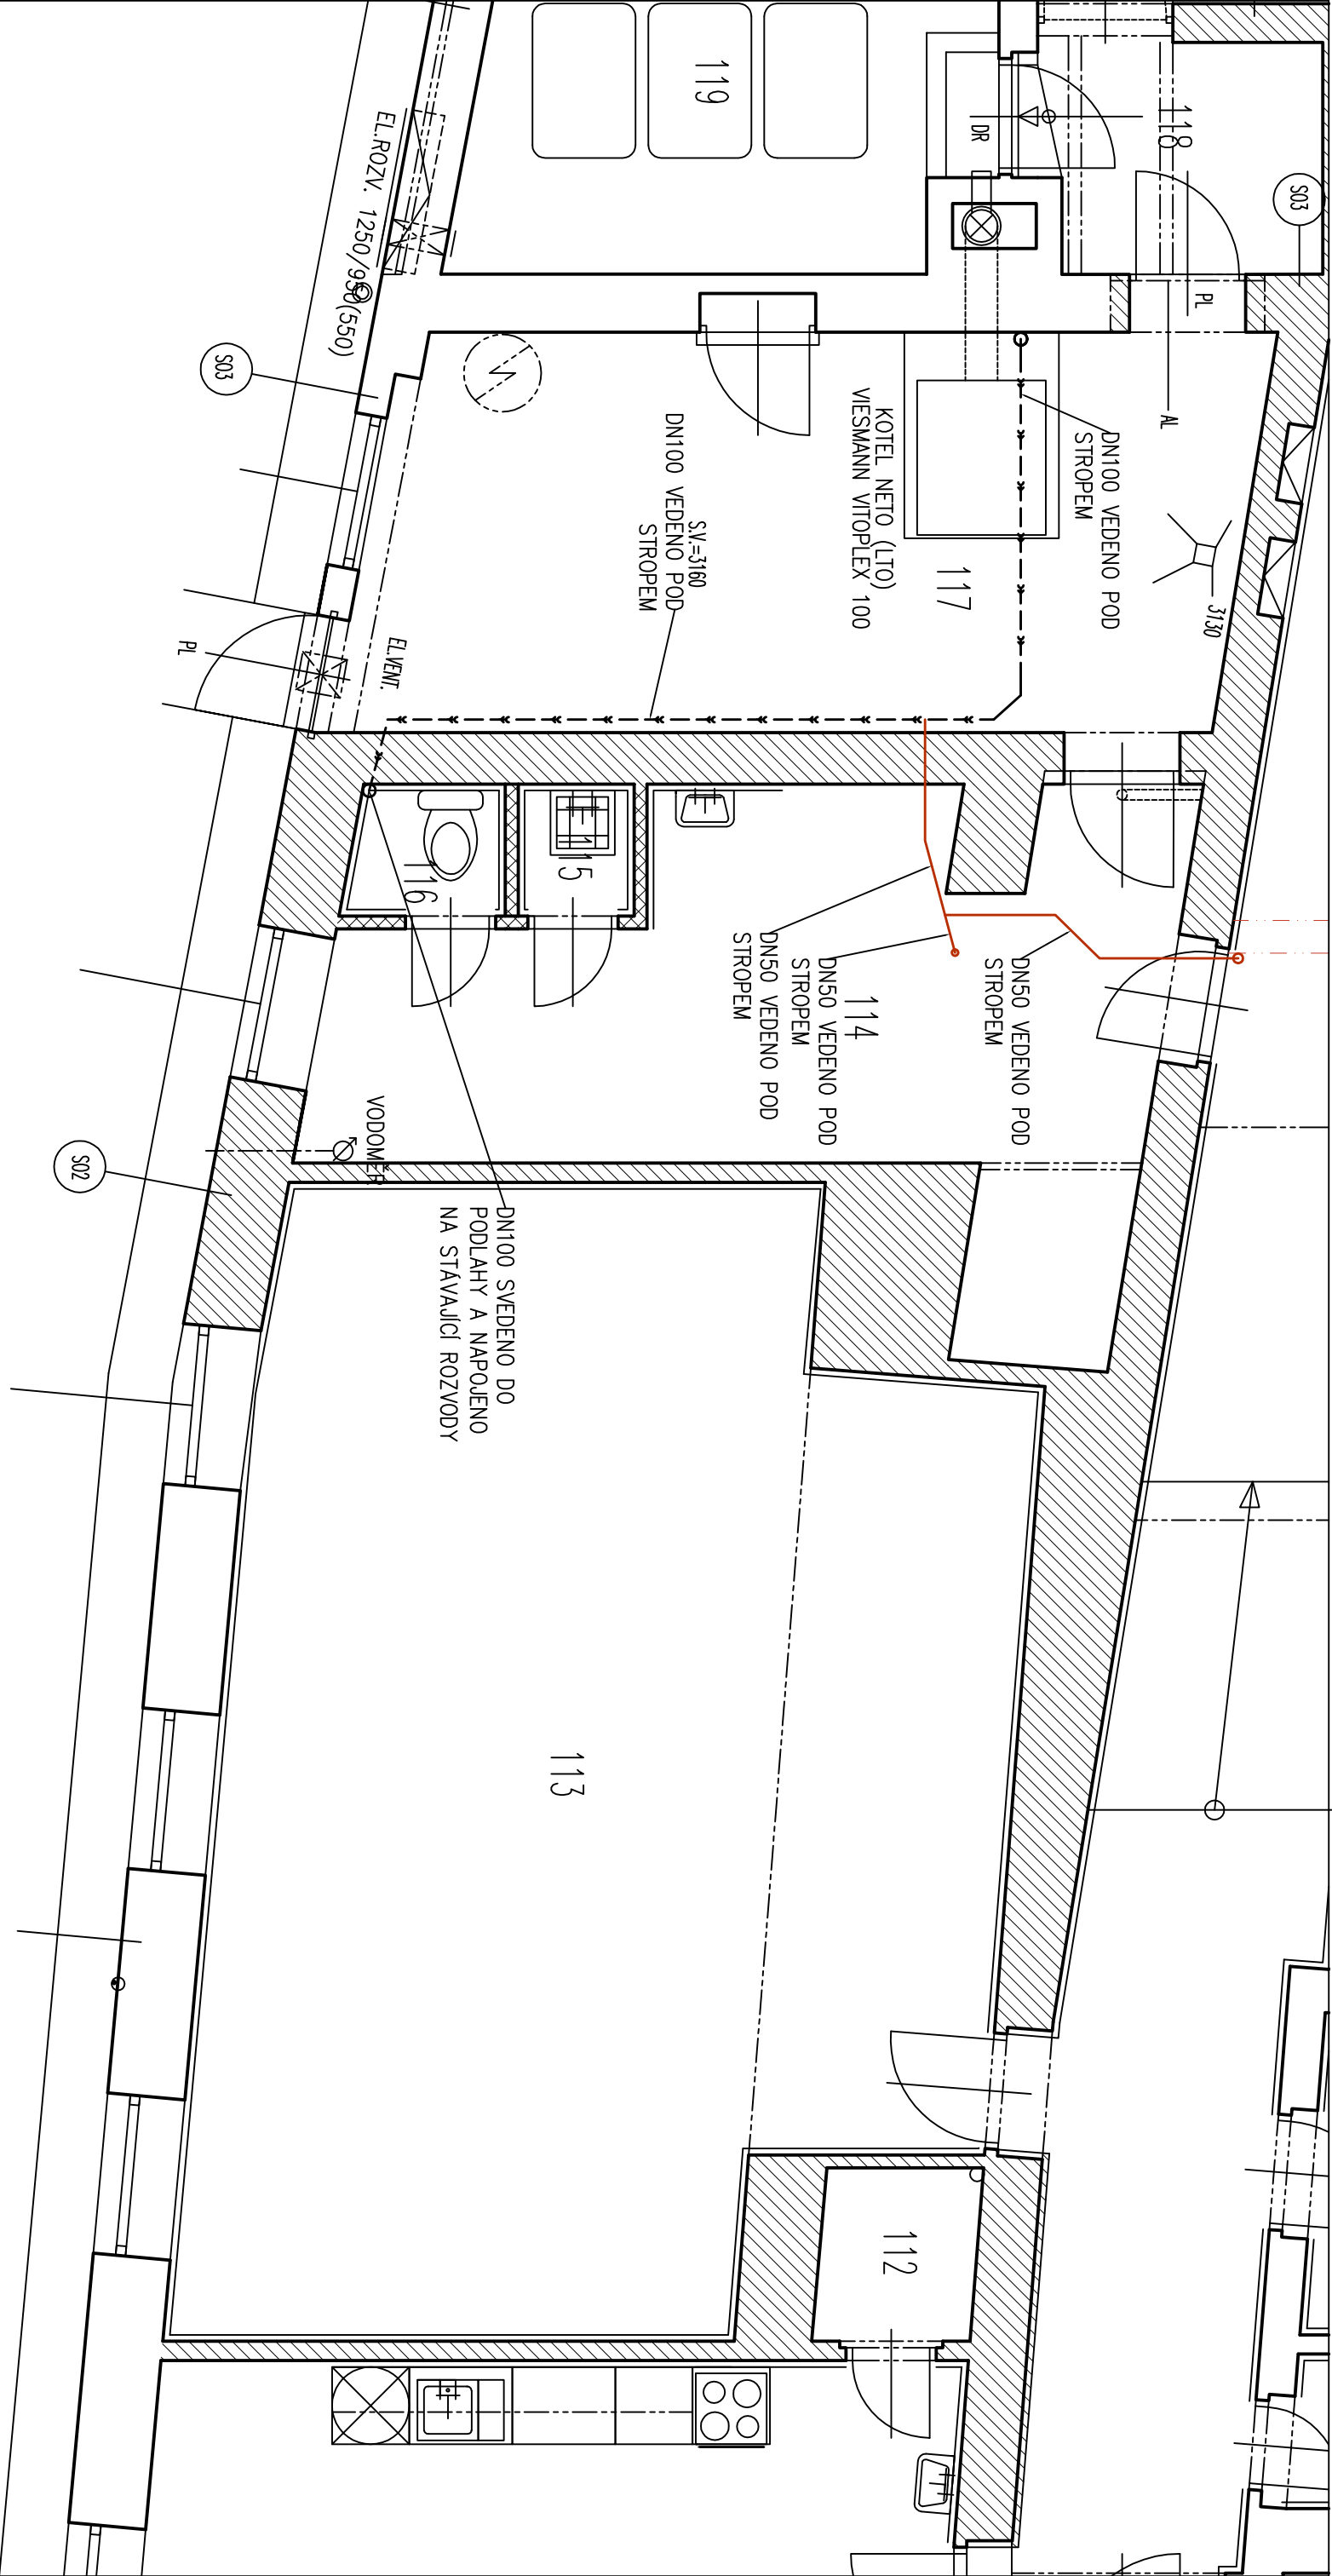 119
118
S03
DR
PL
AL
EL.ROZV. 1250/950(550)
S03
KOTEL NETO (LTO)
VIESMANN VITOPLEX 100
DN100 VEDENO POD
STROPEM
117
3130
S.V.=3160
DN100 VEDENO POD
STROPEM
EL.VENT.
PL
115
116
114
DN50 VEDENO POD
STROPEM
DN50 VEDENO POD
STROPEM
DN50 VEDENO POD
STROPEM
VODOMĚR
S02
DN100 SVEDENO DO
PODLAHY A NAPOJENO
NA STÁVAJÍCÍ ROZVODY
113
112